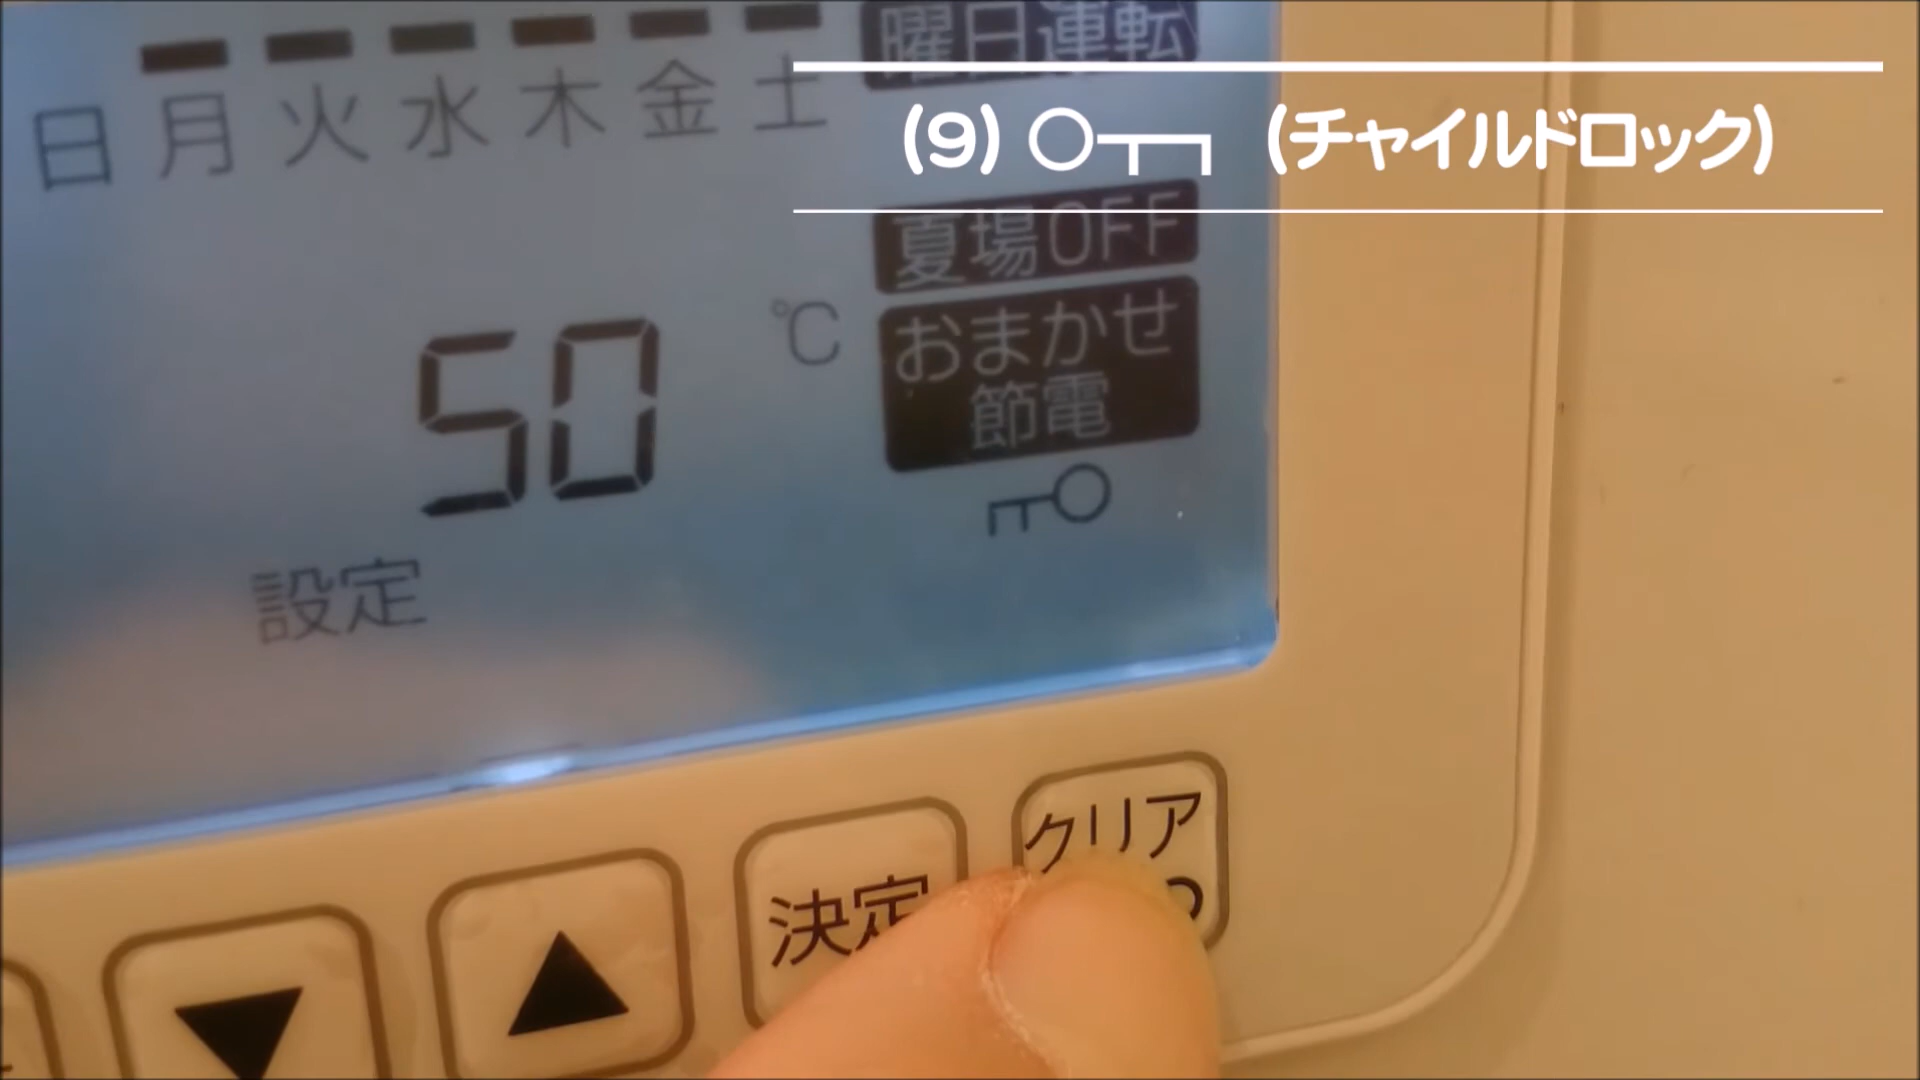 曜日運転
日 月 火 水 木 金 土
(9) (チャイルドロック)
夏場OFF
50 ℃
おまかせ
節電
設定
クリア
決定
▼ ▲